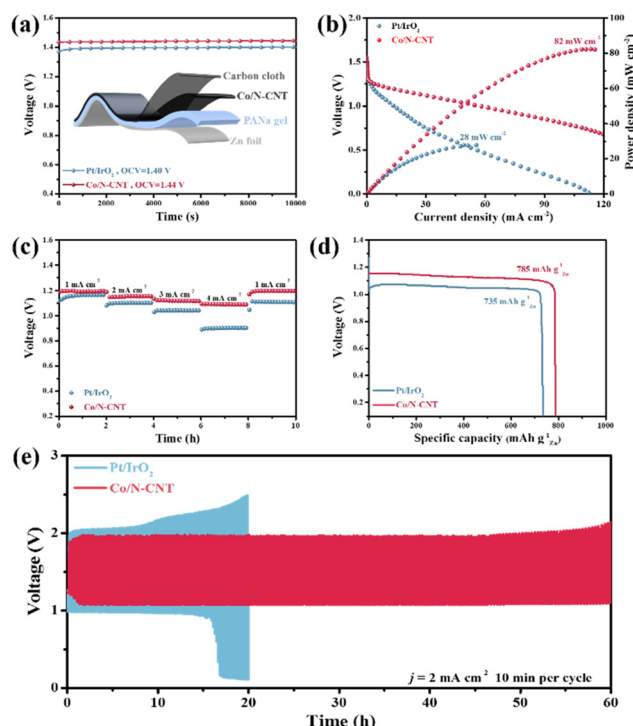 (a)
1.6
1.4
1.2
1.0
0.8
0.6
0.4
0.2
Voltage (V)
Carbon cloth
Co/N-CNT
PANa gel
Zn foil
Pt/IrO₂ , OCV=1.40 V
Co/N-CNT , OCV=1.44 V
0 2000 4000 6000 8000 10000
Time (s)
(b)
2.0
1.5
1.0
0.5
0.0
Voltage (V)
Pt/IrO₂
Co/N-CNT
82 mW cm⁻²
28 mW cm⁻²
100
80
60
40
20
0
Power density (mW cm⁻²)
0 30 60 90 120
Current density (mA cm⁻²)
(c)
1.6
1.4
1.2
1.0
0.8
0.6
0.4
0.2
Voltage (V)
1 mA cm⁻²
2 mA cm⁻²
3 mA cm⁻²
4 mA cm⁻²
1 mA cm⁻²
Pt/IrO₂
Co/N-CNT
0 2 4 6 8 10
Time (h)
(d)
1.6
1.4
1.2
1.0
0.8
0.6
0.4
0.2
Voltage (V)
785 mAh g⁻¹Zn
735 mAh g⁻¹Zn
Pt/IrO₂
Co/N-CNT
0 200 400 600 800 1000
Specific capacity (mAh g⁻¹Zn)
(e)
3
2
1
0
Voltage (V)
Pt/IrO₂
Co/N-CNT
j = 2 mA cm⁻² 10 min per cycle
0 10 20 30 40 50 60
Time (h)